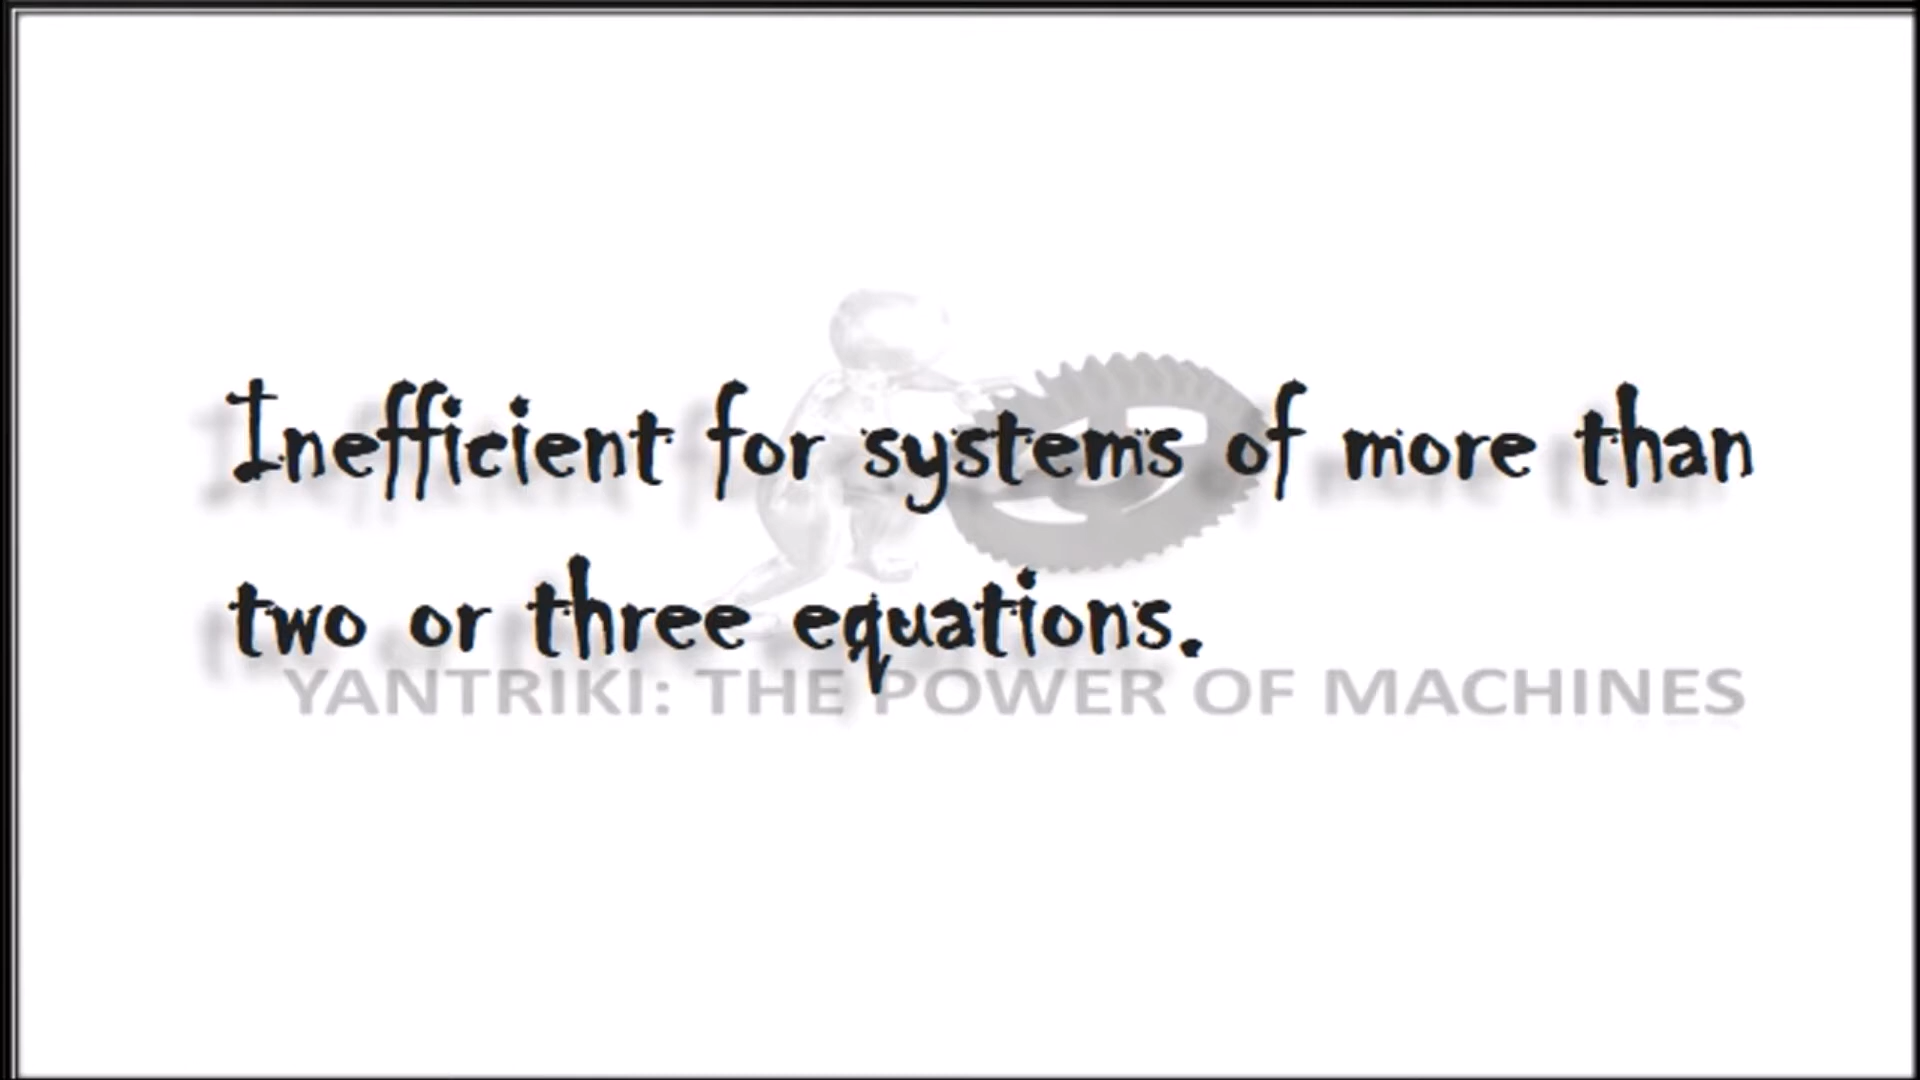 Inefficient for systems of more than
two or three equations.
YANTRIKI: THE POWER OF MACHINES